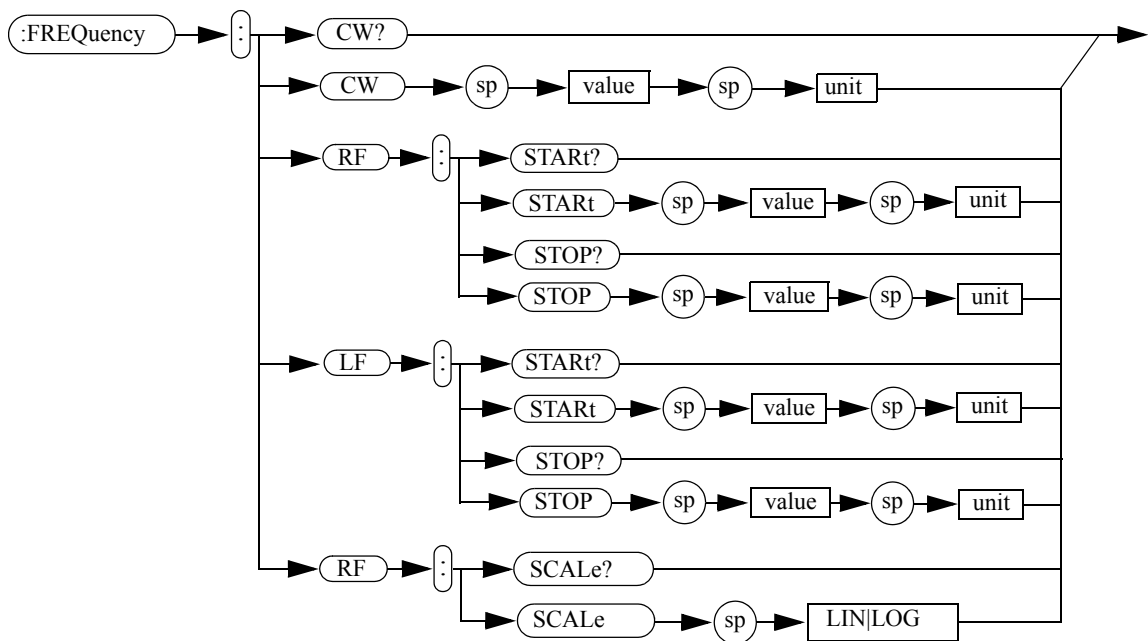 :FREQuency : CW?
CW sp value sp unit
RF : STARt?
STARt sp value sp unit
STOP?
STOP sp value sp unit
LF : STARt?
STARt sp value sp unit
STOP?
STOP sp value sp unit
RF : SCALe?
SCALe sp LIN|LOG